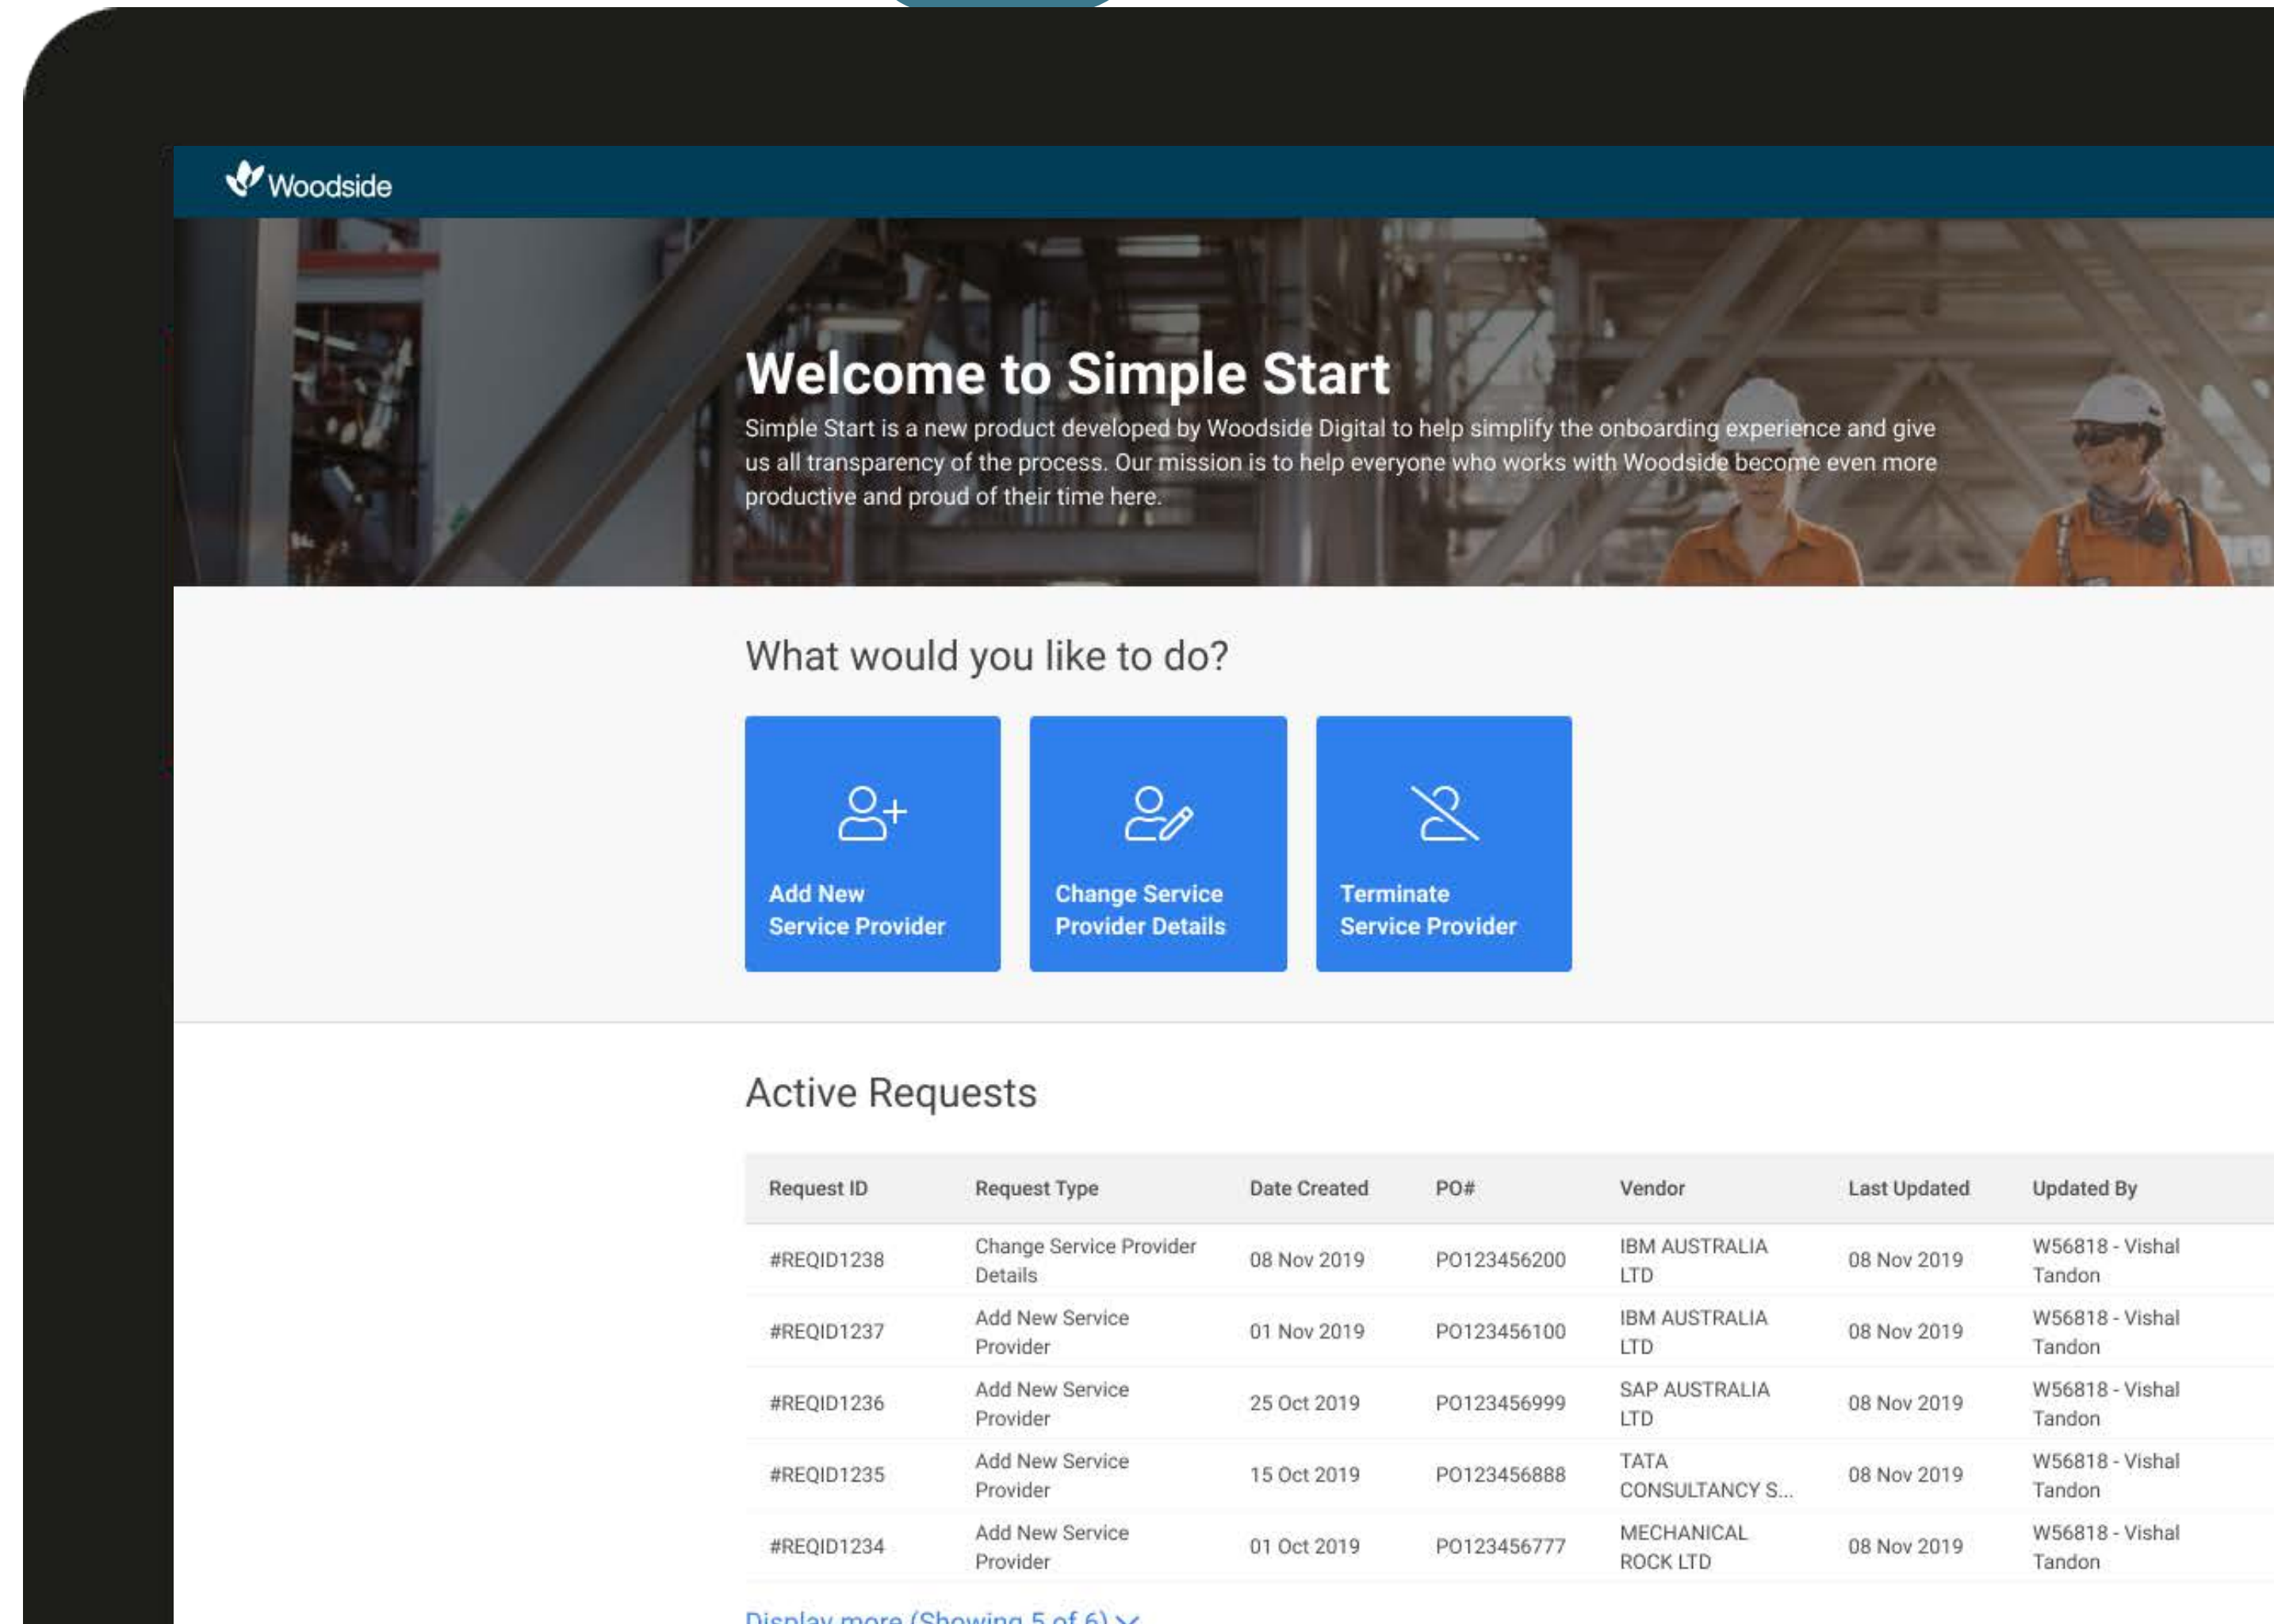 Woodside
Welcome to Simple Start
Simple Start is a new product developed by Woodside Digital to help simplify the onboarding experience and give
us all transparency of the process. Our mission is to help everyone who works with Woodside become even more
productive and proud of their time here.
What would you like to do?
Add New
Service Provider
Change Service
Provider Details
Terminate
Service Provider
Active Requests
Request ID Request Type Date Created PO# Vendor Last Updated Updated By
#REQID1238 Change Service Provider Details 08 Nov 2019 PO123456200 IBM AUSTRALIA LTD 08 Nov 2019 W56818 - Vishal Tandon
#REQID1237 Add New Service Provider 01 Nov 2019 PO123456100 IBM AUSTRALIA LTD 08 Nov 2019 W56818 - Vishal Tandon
#REQID1236 Add New Service Provider 25 Oct 2019 PO123456999 SAP AUSTRALIA LTD 08 Nov 2019 W56818 - Vishal Tandon
#REQID1235 Add New Service Provider 15 Oct 2019 PO123456888 TATA CONSULTANCY S... 08 Nov 2019 W56818 - Vishal Tandon
#REQID1234 Add New Service Provider 01 Oct 2019 PO123456777 MECHANICAL ROCK LTD 08 Nov 2019 W56818 - Vishal Tandon
Display more (Showing 5 of 6)